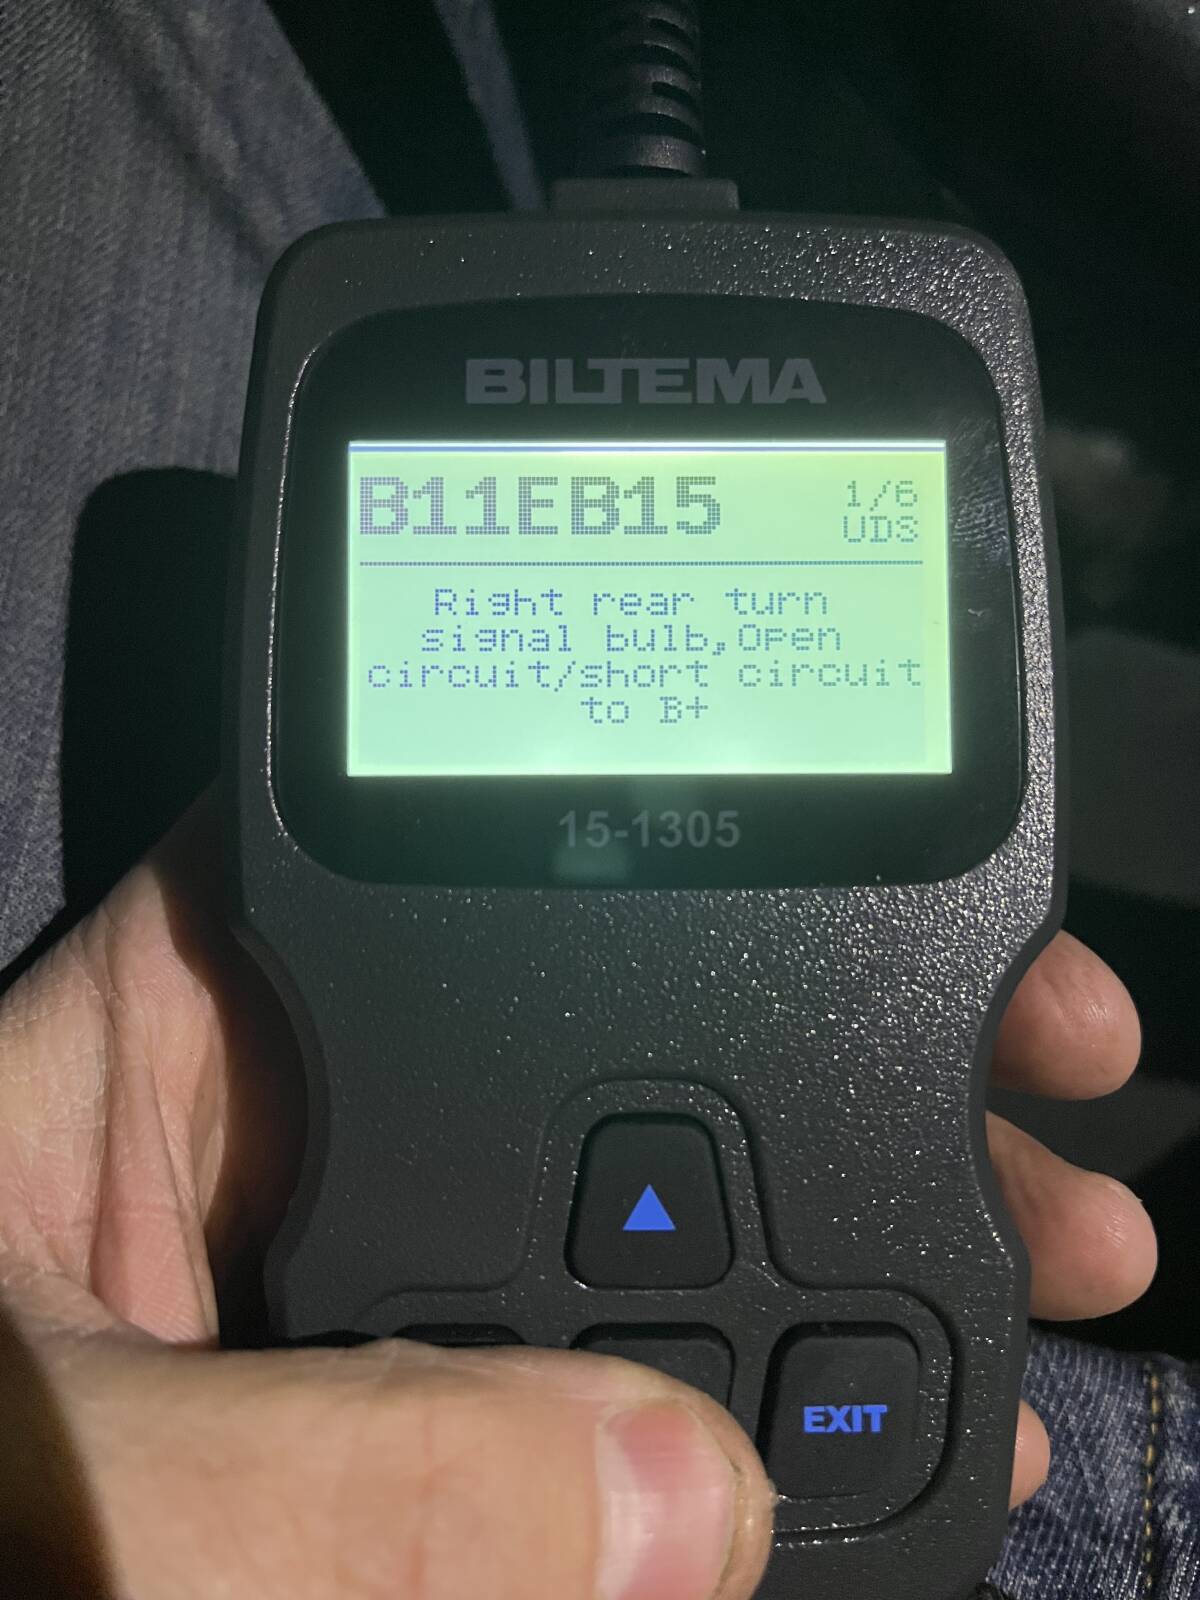 BILTEMA
B11EB15
1/6
UDS
Right rear turn
signal bulb,Open
circuit/short circuit
to B+
15-1305
EXIT